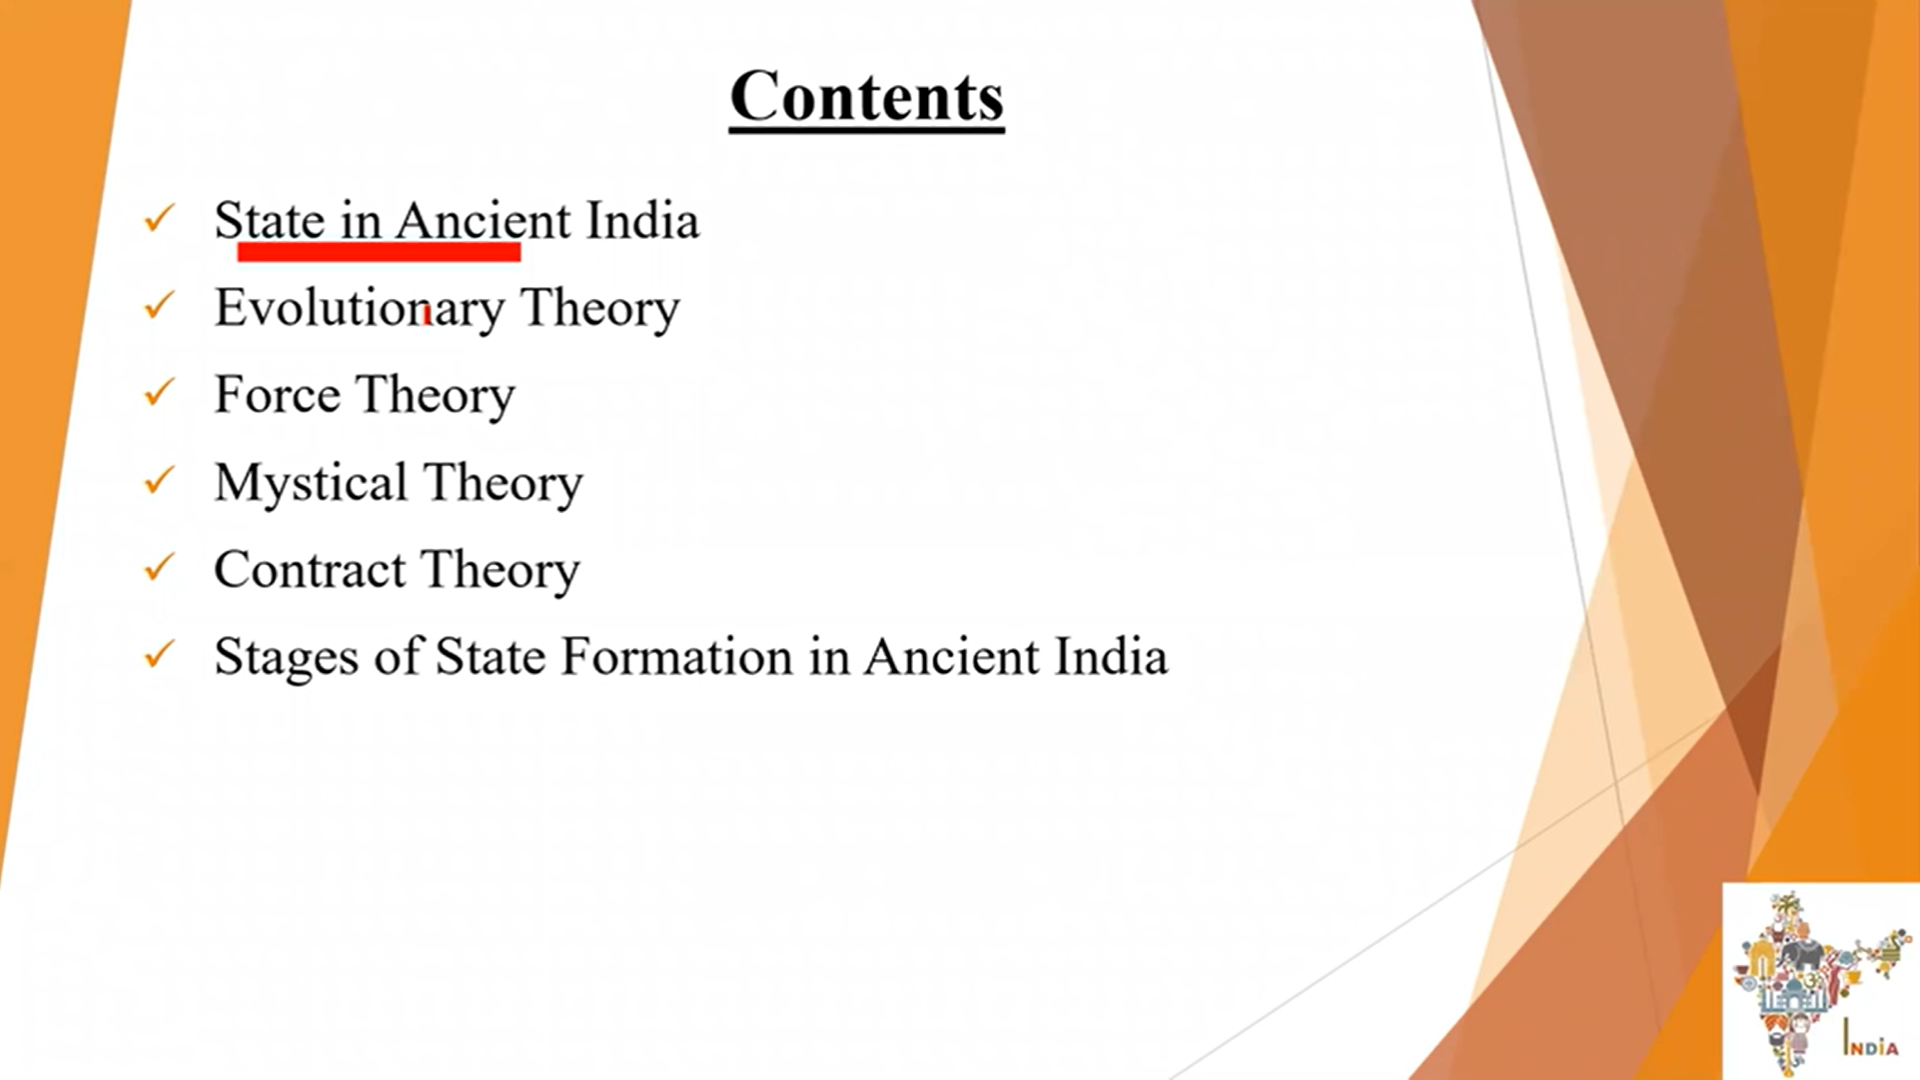 Contents
State in Ancient India
Evolutionary Theory
Force Theory
Mystical Theory
Contract Theory
Stages of State Formation in Ancient India
INDiA